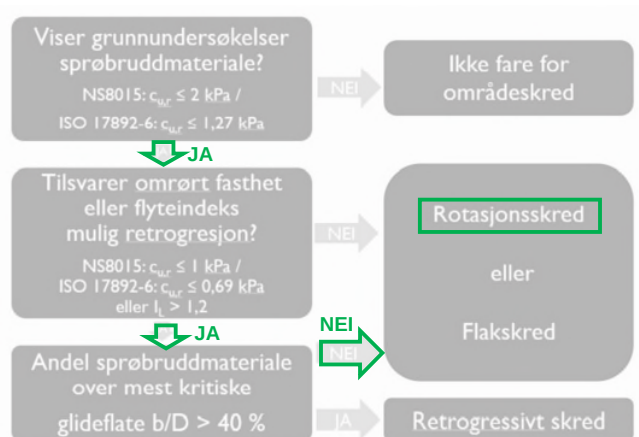 Viser grunnundersøkelser
sprøbruddmateriale?
NS8015: cu,r ≤ 2 kPa /
ISO 17892-6: cu,r ≤ 1,27 kPa
NEI
Ikke fare for
områdeskred
JA
Tilsvarer omrørt fasthet
eller flyteindeks
mulig retrogresjon?
NS8015: cu,r ≤ 1 kPa /
ISO 17892-6: cu,r ≤ 0,69 kPa
eller IL > 1,2
NEI
Rotasjonsskred
eller
Flakskred
JA
NEI
NEI
Andel sprøbruddmateriale
over mest kritiske
glideflate b/D > 40 %
JA
Retrogressivt skred